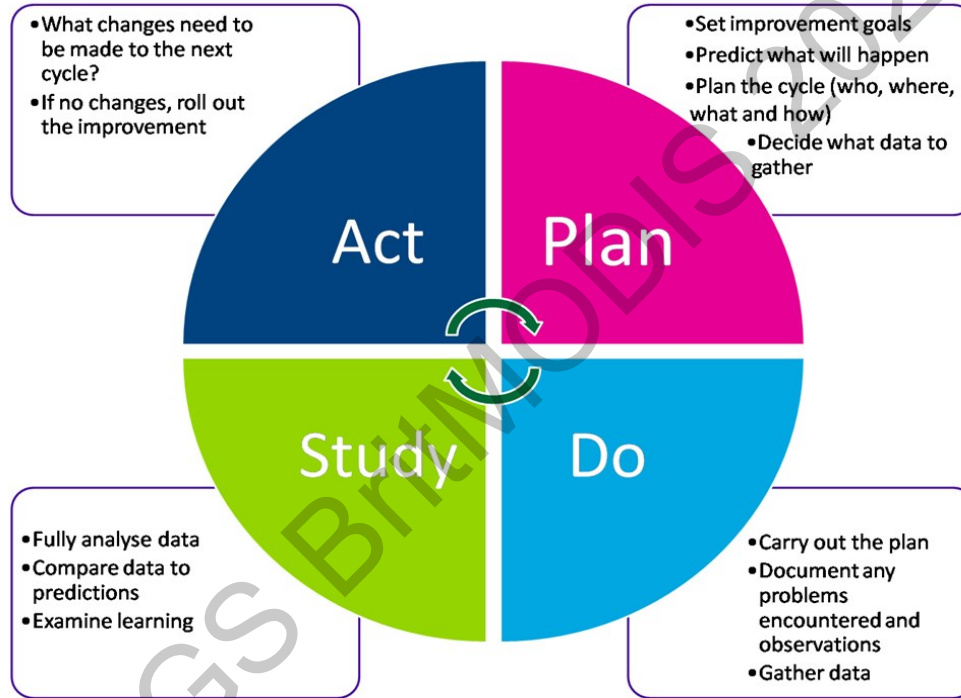 •What changes need to
be made to the next
cycle?
•If no changes, roll out
the improvement
•Set improvement goals
•Predict what will happen
•Plan the cycle (who, where,
what and how)
•Decide what data to
gather
Act
Plan
Study
Do
•Fully analyse data
•Compare data to
predictions
•Examine learning
•Carry out the plan
•Document any
problems
encountered and
observations
•Gather data
GS BritMODIS 202